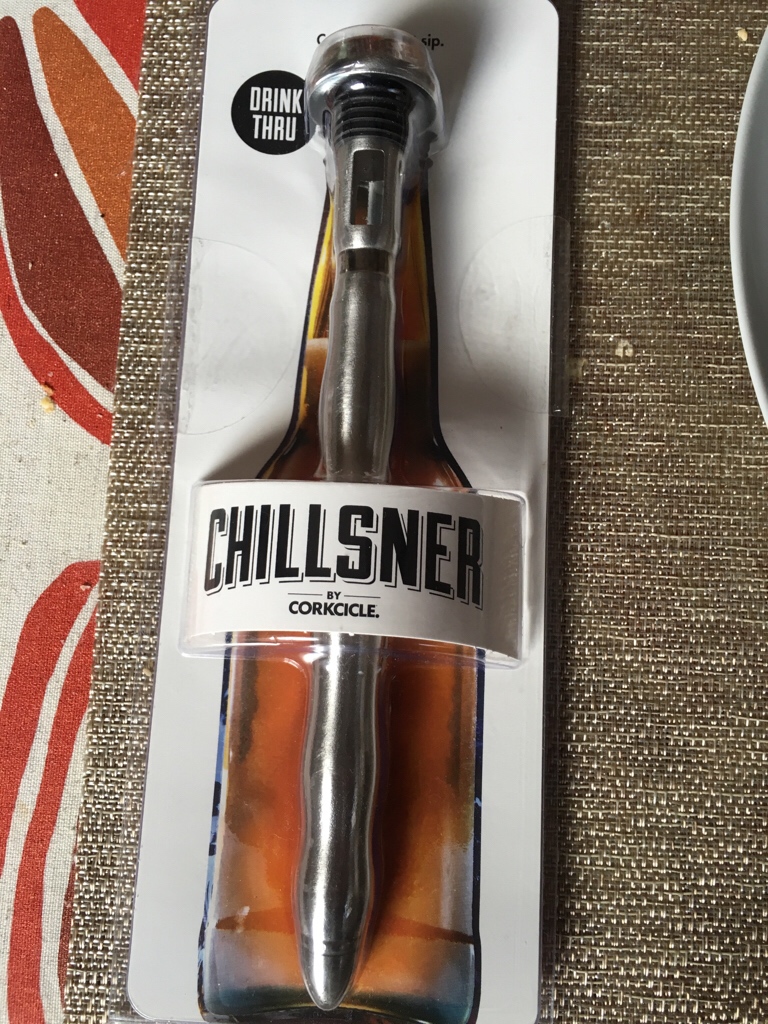 sip.
DRINK
THRU
CHILLSNER
BY
CORKCICLE.